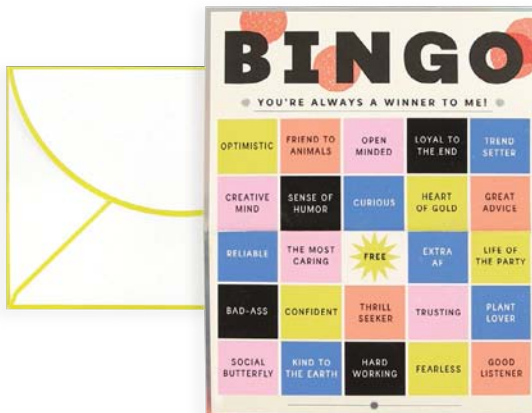 BINGO
YOU'RE ALWAYS A WINNER TO ME!
OPTIMISTIC
FRIEND TO
ANIMALS
OPEN
MINDED
LOYAL TO
THE END
TREND
SETTER
CREATIVE
MIND
SENSE OF
HUMOR
CURIOUS
HEART
OF GOLD
GREAT
ADVICE
RELIABLE
THE MOST
CARING
FREE
EXTRA
AF
LIFE OF
THE PARTY
BAD-ASS
CONFIDENT
THRILL
SEEKER
TRUSTING
PLANT
LOVER
SOCIAL
BUTTERFLY
KIND TO
THE EARTH
HARD
WORKING
FEARLESS
GOOD
LISTENER